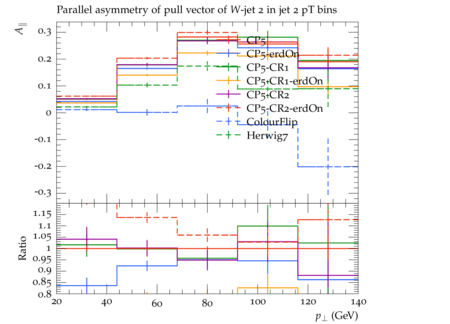 Parallel asymmetry of pull vector of W-jet 2 in jet 2 pT bins
A∥
0.3
0.2
0.1
0
-0.1
-0.2
-0.3
CP5
CP5-erdOn
CP5-CR1
CP5-CR1-erdOn
CP5-CR2
CP5-CR2-erdOn
ColourFlip
Herwig7
Ratio
1.15
1.1
1.05
1.0
0.95
0.9
0.85
0.8
20 40 60 80 100 120 140
p⊥ (GeV)